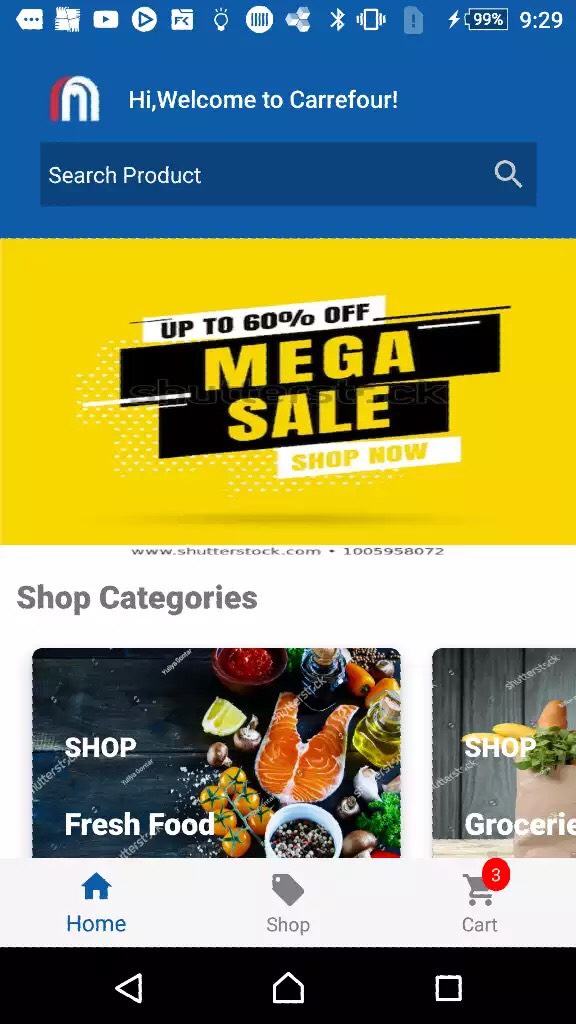 99% 9:29
Hi,Welcome to Carrefour!
Search Product
UP TO 60% OFF
MEGA
shutterstock
SALE
SHOP NOW
www.shutterstock.com • 1005958072
Shop Categories
SHOP
Fresh Food
SHOP
Groceries
3
Home
Shop
Cart